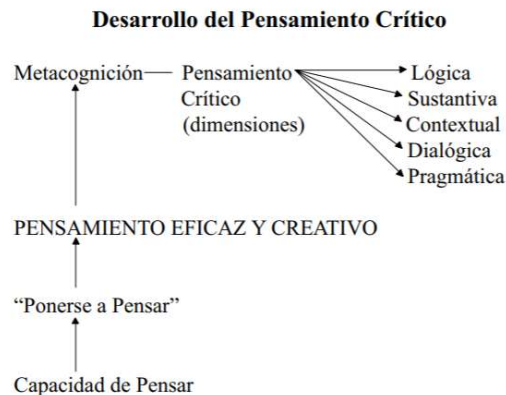 Desarrollo del Pensamiento Crítico
Metacognición
Pensamiento
Crítico
(dimensiones)
Lógica
Sustantiva
Contextual
Dialógica
Pragmática
PENSAMIENTO EFICAZ Y CREATIVO
“Ponerse a Pensar”
Capacidad de Pensar